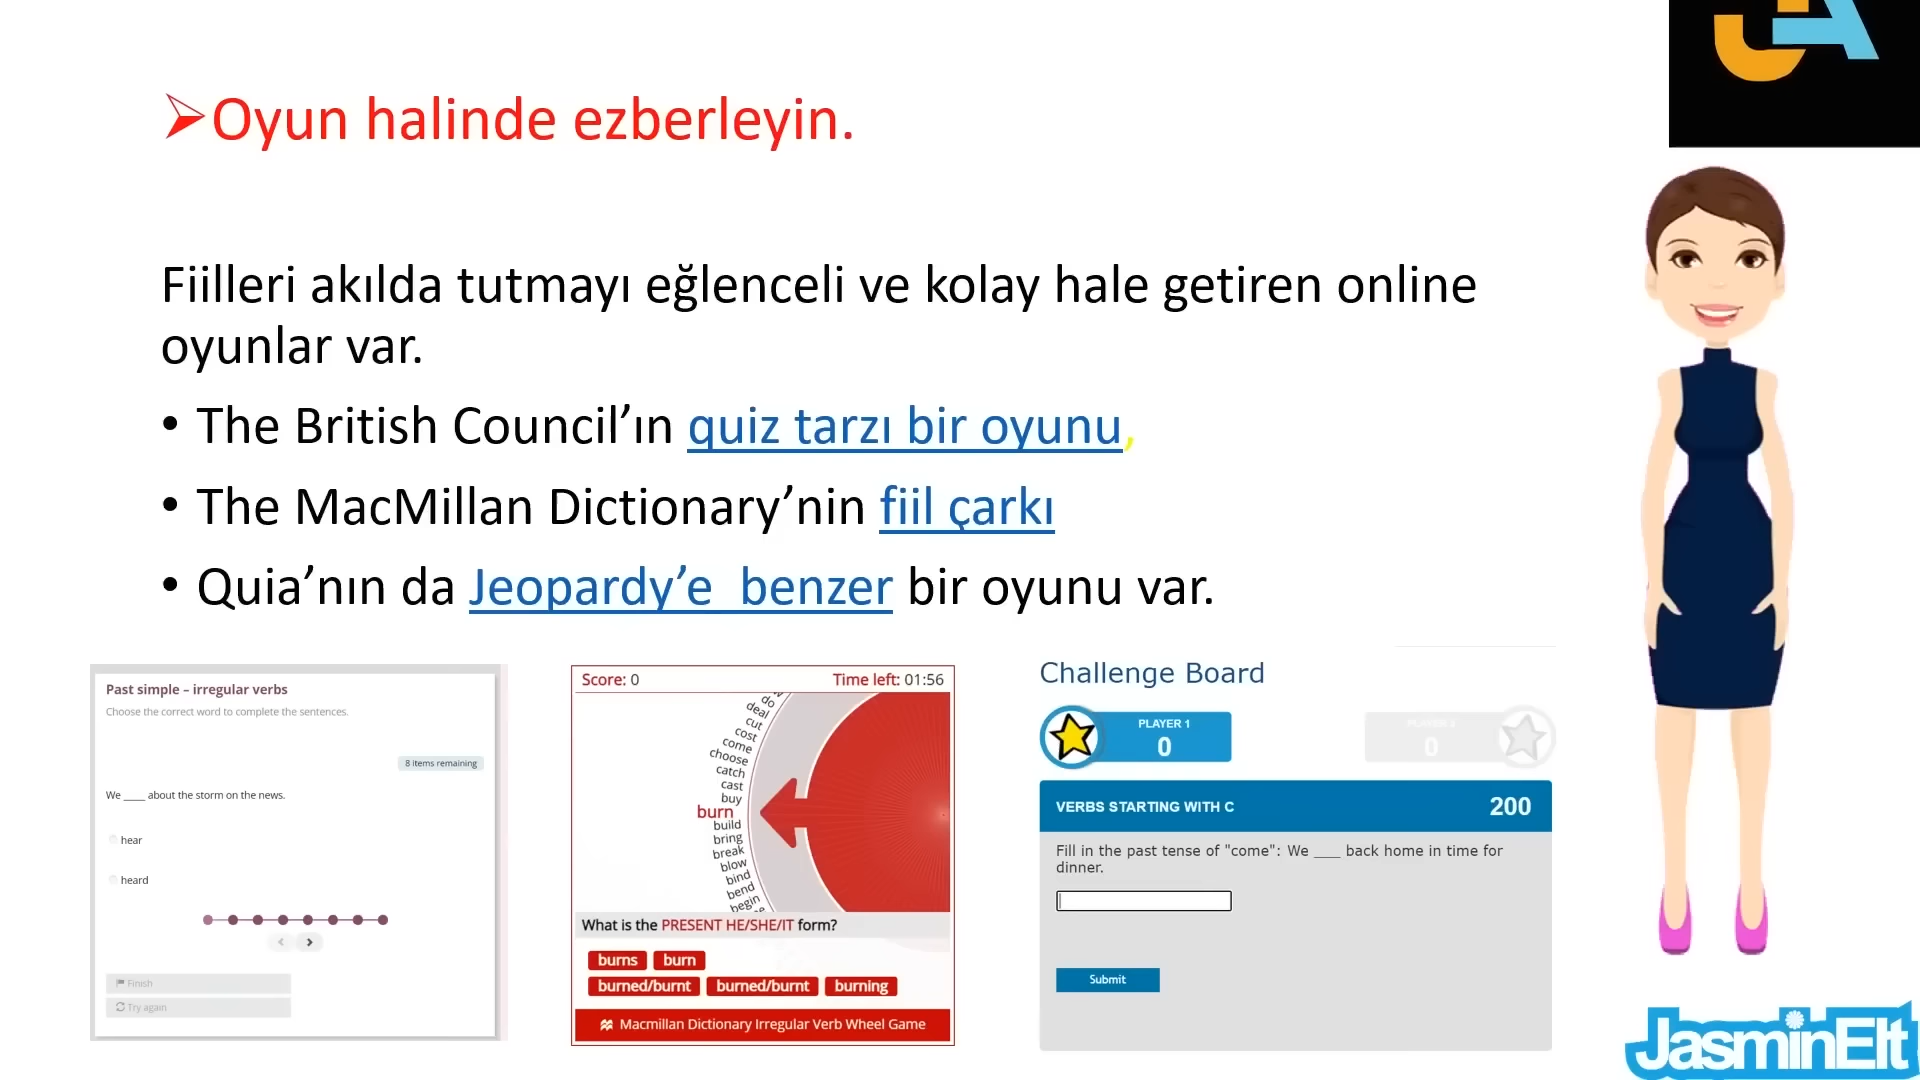 ➢Oyun halinde ezberleyin.
Fiilleri akılda tutmayı eğlenceli ve kolay hale getiren online
oyunlar var.
• The British Council’ın quiz tarzı bir oyunu,
• The MacMillan Dictionary’nin fiil çarkı
• Quia’nın da Jeopardy’e benzer bir oyunu var.
Past simple – irregular verbs
Choose the correct word to complete the sentences.
8 items remaining
We ____ about the storm on the news.
hear
heard
Finish
Try again
Score: 0 Time left: 01:56
do
deal
cut
cost
come
choose
catch
cast
buy
burn
build
bring
break
blow
bind
bend
begin
What is the PRESENT HE/SHE/IT form?
burns burn
burned/burnt burned/burnt burning
Macmillan Dictionary Irregular Verb Wheel Game
Challenge Board
PLAYER 1
0
PLAYER 2
0
VERBS STARTING WITH C 200
Fill in the past tense of "come": We ___ back home in time for
dinner.
Submit
JA
JasminElt